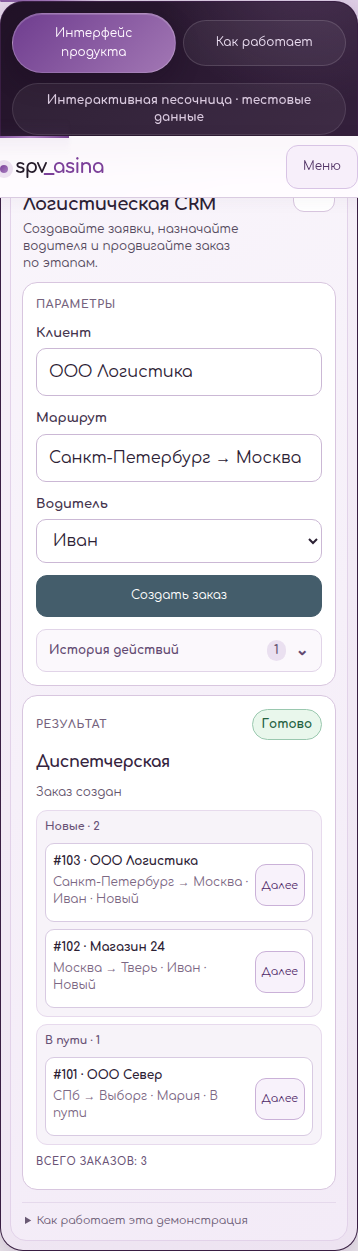 Интерфейс
продукта
Как работает
Интерактивная песочница · тестовые
данные
spv_asina
Меню
Логистическая CRM
Создавайте заявки, назначайте
водителя и продвигайте заказ
по этапам.
ПАРАМЕТРЫ
Клиент
ООО Логистика
Маршрут
Санкт-Петербург → Москва
Водитель
Иван
Создать заказ
История действий
1
РЕЗУЛЬТАТ
Готово
Диспетчерская
Заказ создан
Новые · 2
#103 · ООО Логистика
Санкт-Петербург → Москва ·
Иван · Новый
Далее
#102 · Магазин 24
Москва → Тверь · Иван ·
Новый
Далее
В пути · 1
#101 · ООО Север
СПб → Выборг · Мария · В
пути
Далее
ВСЕГО ЗАКАЗОВ: 3
Как работает эта демонстрация